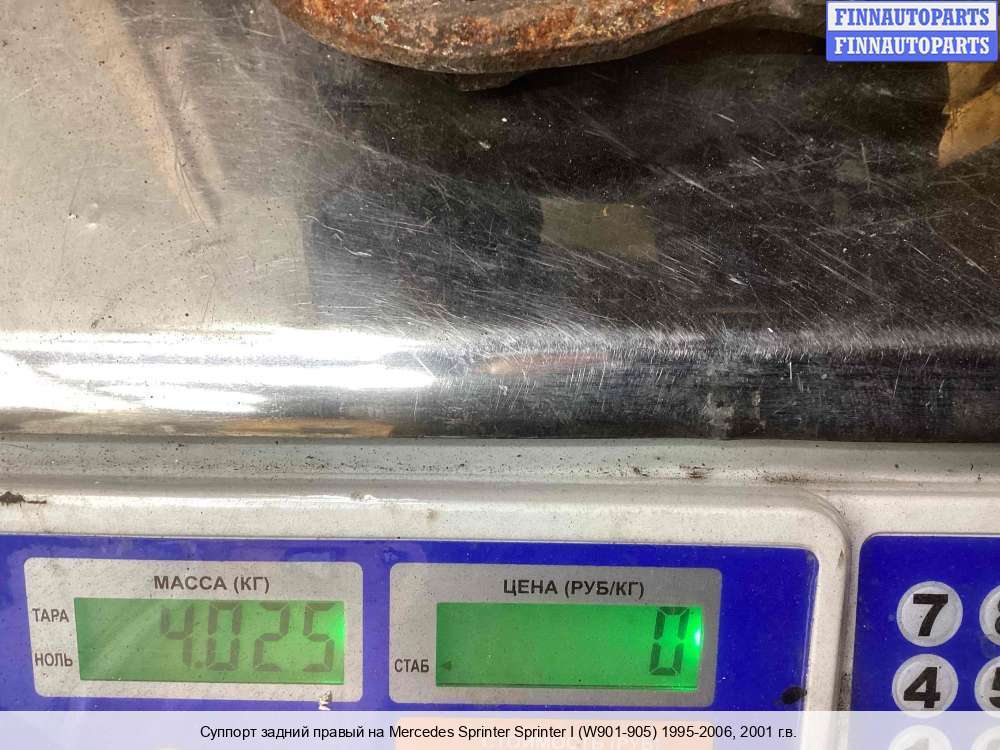 FINNAUTOPARTS
FINNAUTOPARTS
МАССА (КГ)
ЦЕНА (РУБ/КГ)
ТАРА
4.025
0
НОЛЬ
СТАБ
7
4
Суппорт задний правый на Mercedes Sprinter Sprinter I (W901-905) 1995-2006, 2001 г.в.